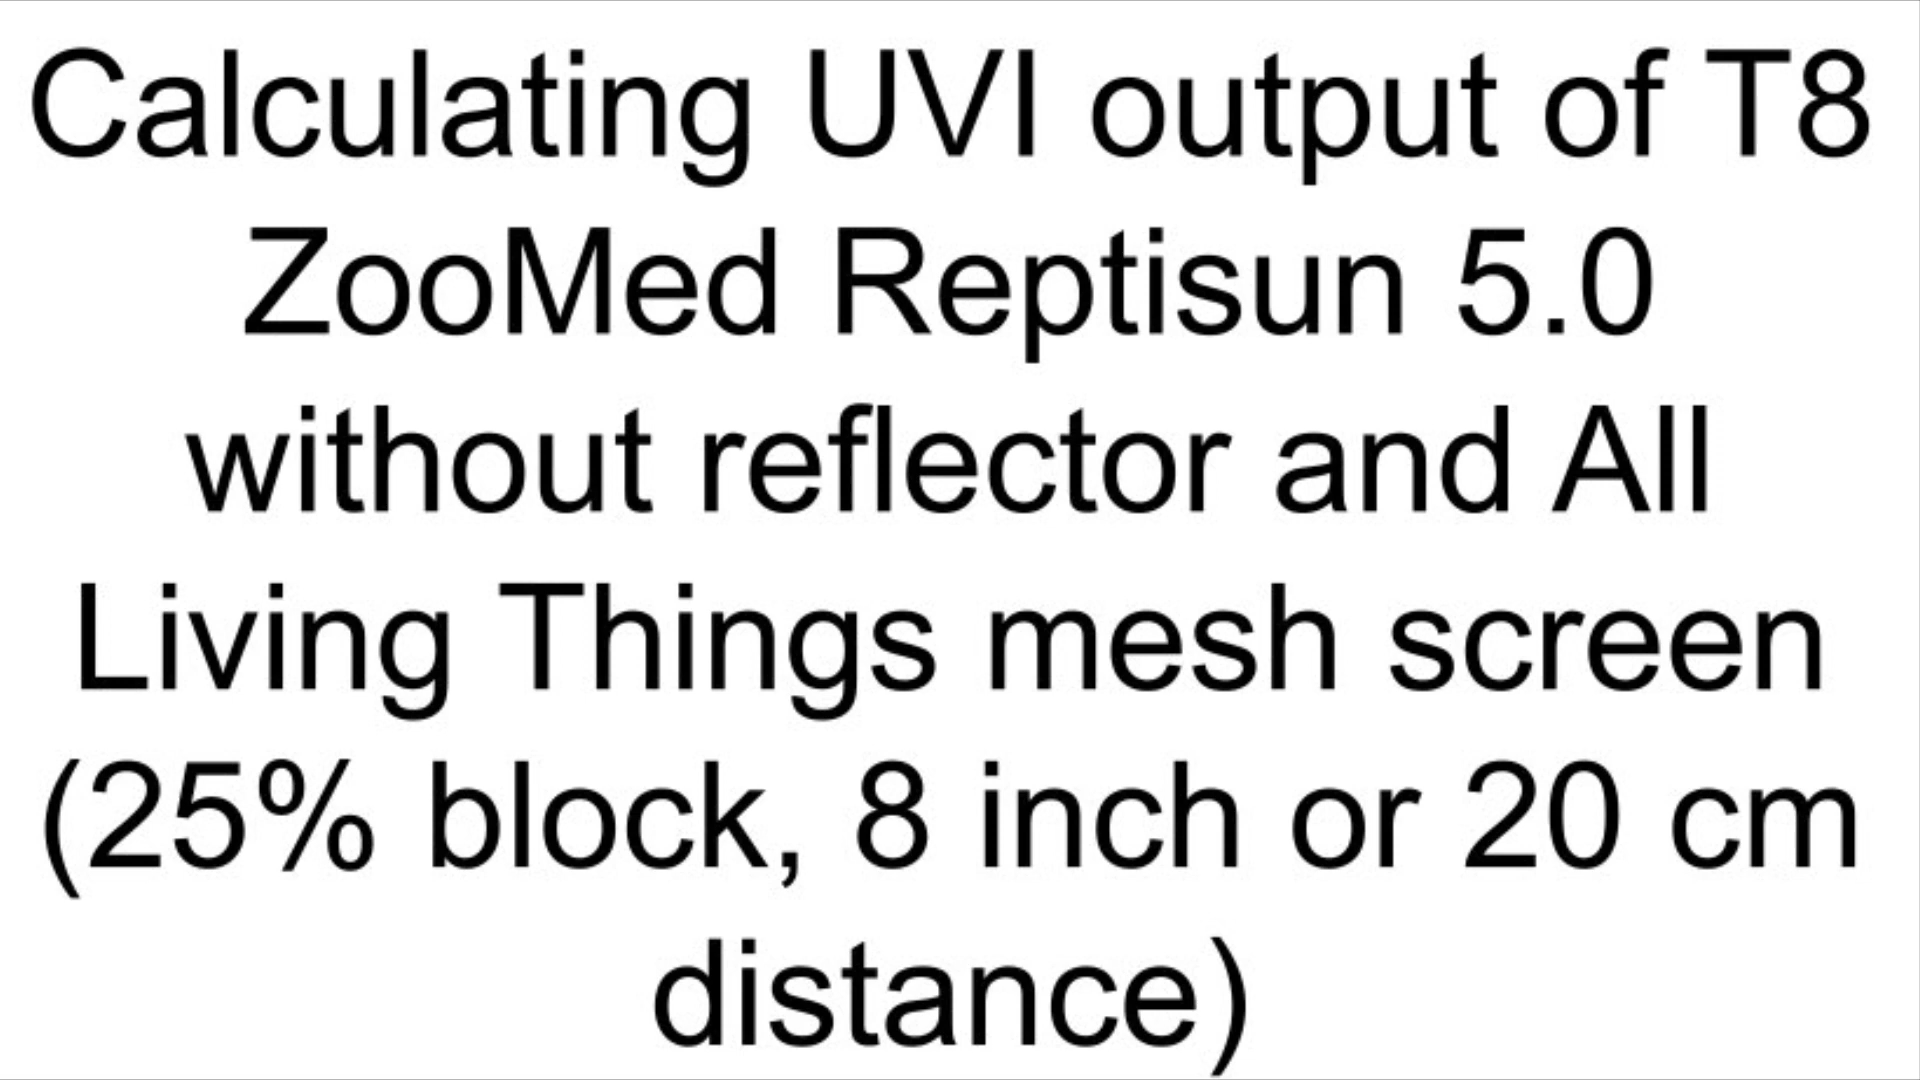 Calculating UVI output of T8
ZooMed Reptisun 5.0
without reflector and All
Living Things mesh screen
(25% block, 8 inch or 20 cm
distance)